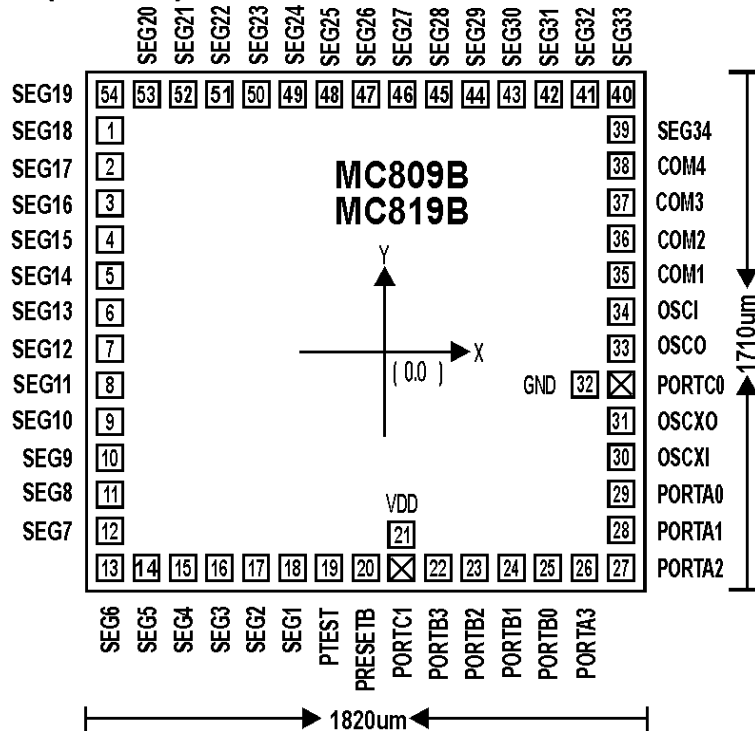 SEG20 SEG21 SEG22 SEG23 SEG24 SEG25 SEG26 SEG27 SEG28 SEG29 SEG30 SEG31 SEG32 SEG33
SEG19 54 53 52 51 50 49 48 47 46 45 44 43 42 41 40
SEG18 1 39 SEG34
SEG17 2 38 COM4
MC809B
SEG16 3 37 COM3
MC819B
SEG15 4 36 COM2
Y
SEG14 5 35 COM1
SEG13 6 34 OSCI
SEG12 7 X 33 OSCO
( 0.0 )
SEG11 8 GND 32 PORTC0
SEG10 9 31 OSCXO
SEG9 10 30 OSCXI
SEG8 11 29 PORTA0
VDD
SEG7 12 21 28 PORTA1
13 14 15 16 17 18 19 20 22 23 24 25 26 27 PORTA2
SEG6 SEG5 SEG4 SEG3 SEG2 SEG1 PTEST PRESETB PORTC1 PORTB3 PORTB2 PORTB1 PORTB0 PORTA3
1710um
1820um